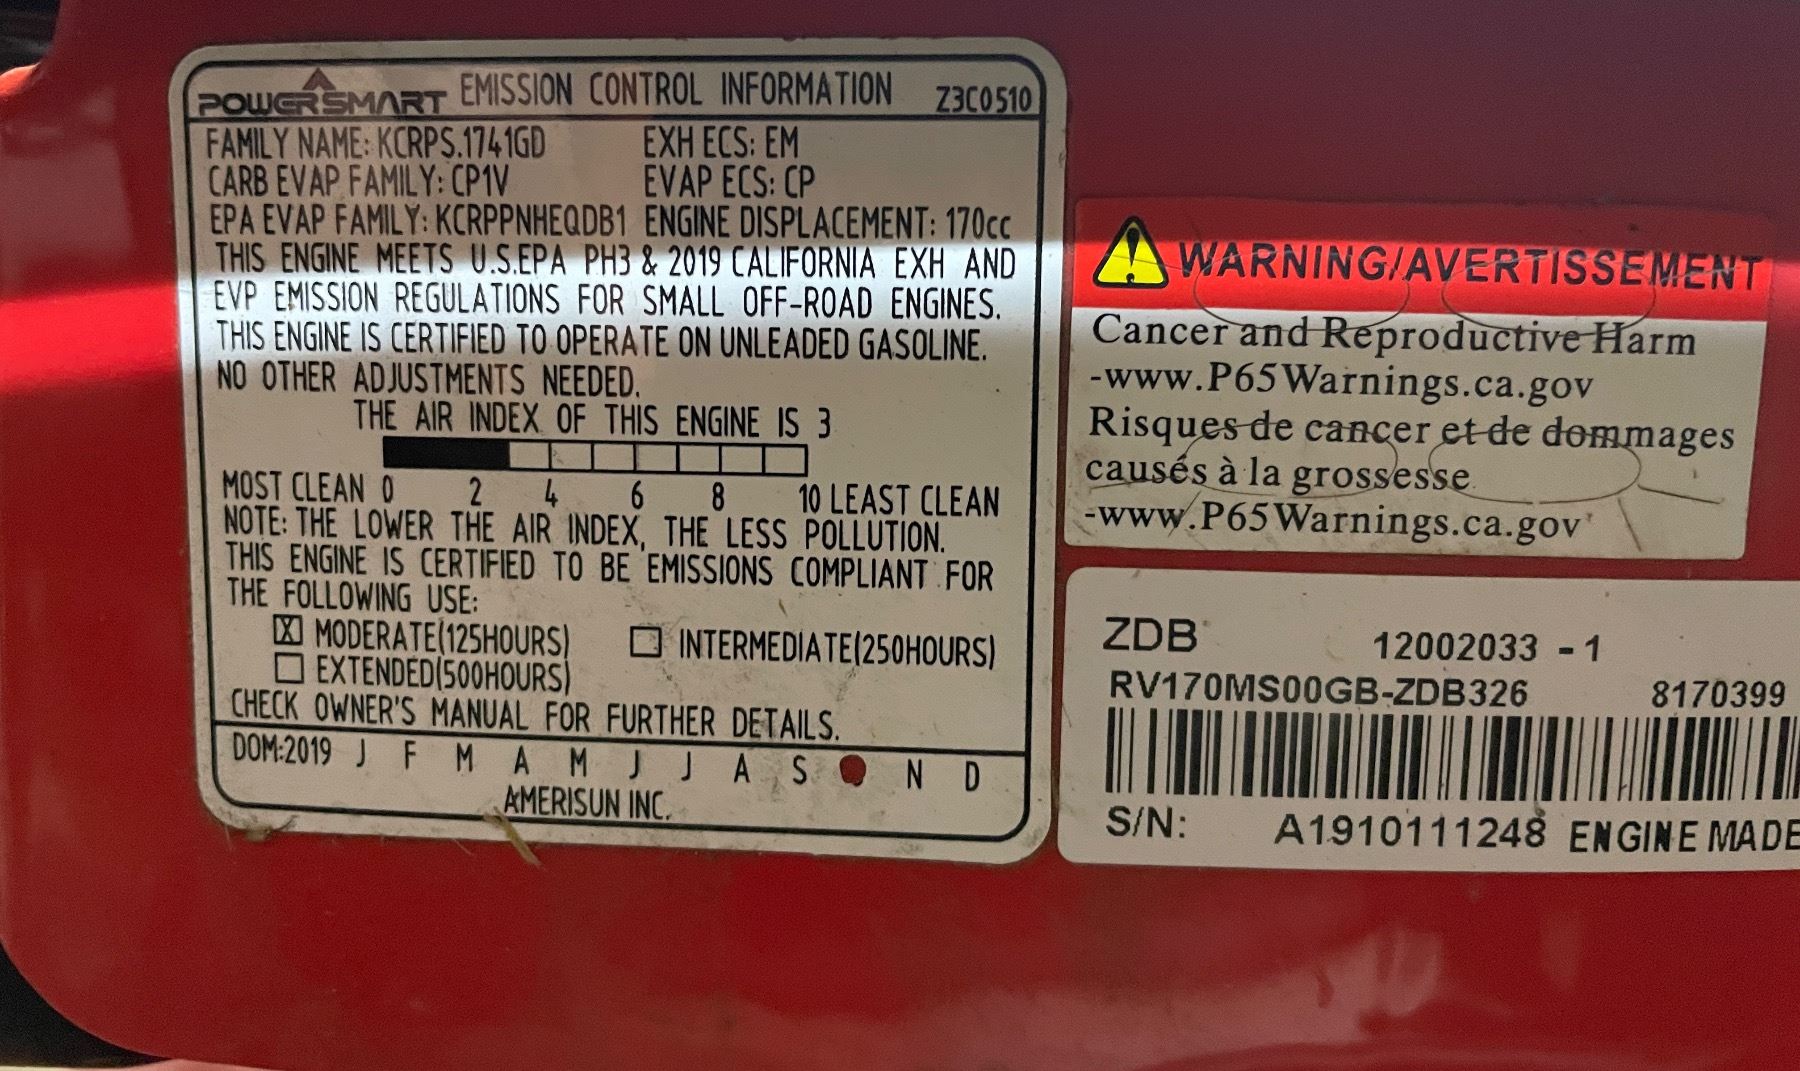 POWERSMART EMISSION CONTROL INFORMATION Z3C0510
FAMILY NAME: KCRPS.1741GD EXH ECS: EM
CARB EVAP FAMILY: CP1V EVAP ECS: CP
EPA EVAP FAMILY: KCRPPNHEQDB1 ENGINE DISPLACEMENT: 170cc
THIS ENGINE MEETS U.S.EPA PH3 & 2019 CALIFORNIA EXH AND
EVP EMISSION REGULATIONS FOR SMALL OFF-ROAD ENGINES.
THIS ENGINE IS CERTIFIED TO OPERATE ON UNLEADED GASOLINE.
NO OTHER ADJUSTMENTS NEEDED.
THE AIR INDEX OF THIS ENGINE IS 3
MOST CLEAN 0 2 4 6 8 10 LEAST CLEAN
NOTE: THE LOWER THE AIR INDEX, THE LESS POLLUTION.
THIS ENGINE IS CERTIFIED TO BE EMISSIONS COMPLIANT FOR
THE FOLLOWING USE:
X MODERATE(125HOURS) INTERMEDIATE(250HOURS)
EXTENDED(500HOURS)
CHECK OWNER'S MANUAL FOR FURTHER DETAILS.
DOM:2019 J F M A M J J A S N D
AMERISUN INC.
WARNING/AVERTISSEMENT
Cancer and Reproductive Harm
-www.P65Warnings.ca.gov
Risques de cancer et de dommages
causés à la grossesse
-www.P65Warnings.ca.gov
ZDB 12002033 -1
RV170MS00GB-ZDB326 8170399
S/N: A1910111248 ENGINE MADE